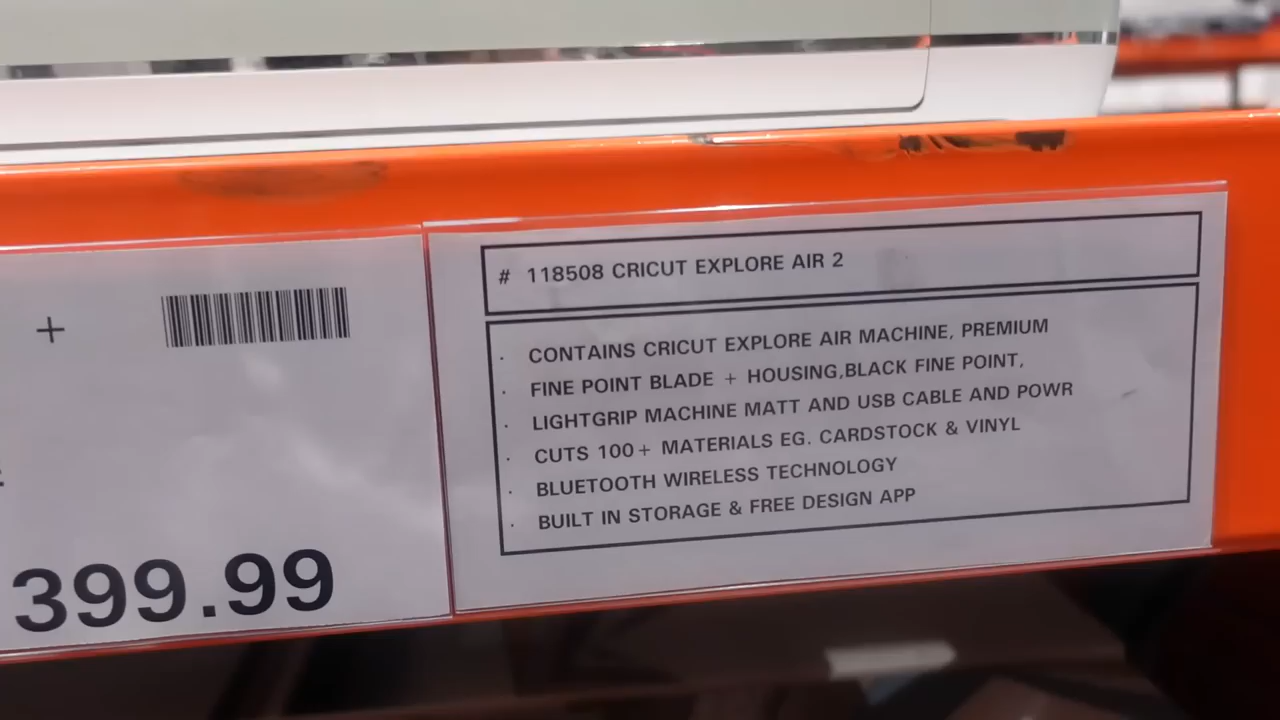 # 118508 CRICUT EXPLORE AIR 2
· CONTAINS CRICUT EXPLORE AIR MACHINE, PREMIUM
· FINE POINT BLADE + HOUSING,BLACK FINE POINT,
· LIGHTGRIP MACHINE MATT AND USB CABLE AND POWR
· CUTS 100+ MATERIALS EG. CARDSTOCK & VINYL
· BLUETOOTH WIRELESS TECHNOLOGY
· BUILT IN STORAGE & FREE DESIGN APP
+
399.99